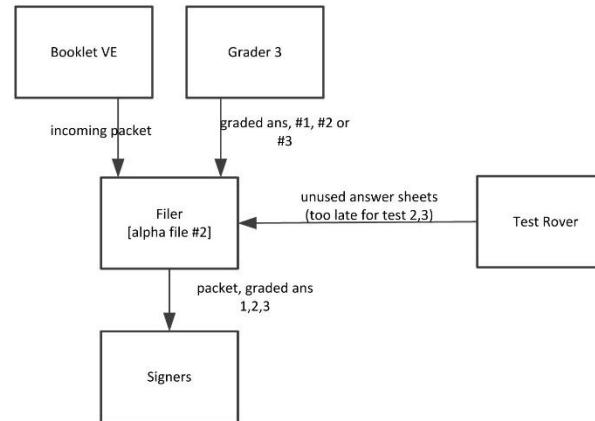 Booklet VE
Grader 3
incoming packet
graded ans, #1, #2 or
#3
Filer
[alpha file #2]
unused answer sheets
(too late for test 2,3)
Test Rover
packet, graded ans
1,2,3
Signers